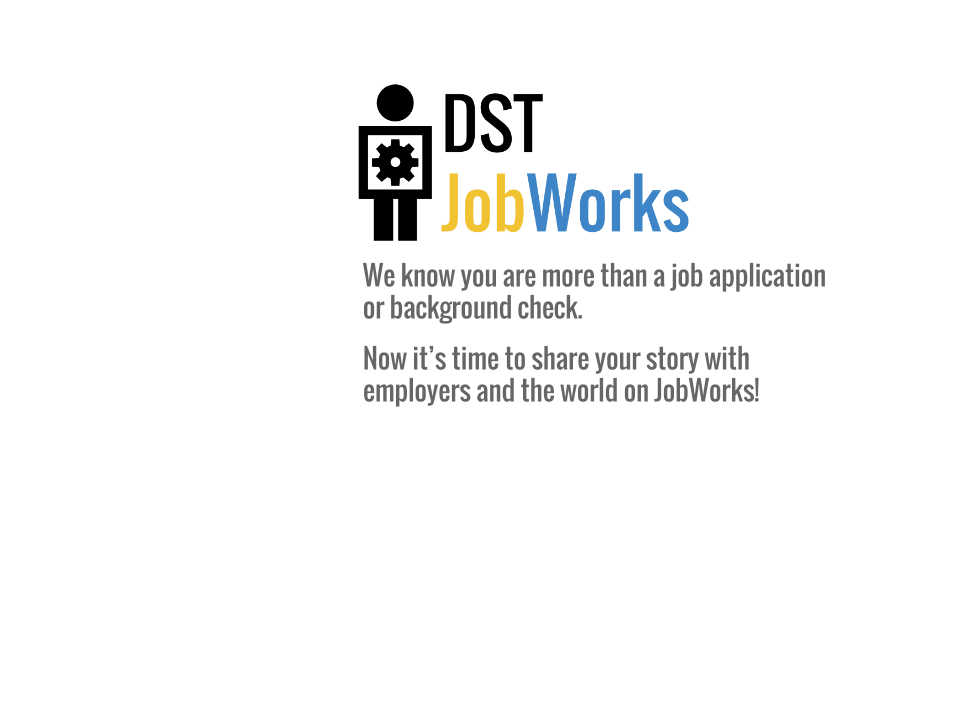 DST
JobWorks
We know you are more than a job application
or background check.
Now it’s time to share your story with
employers and the world on JobWorks!